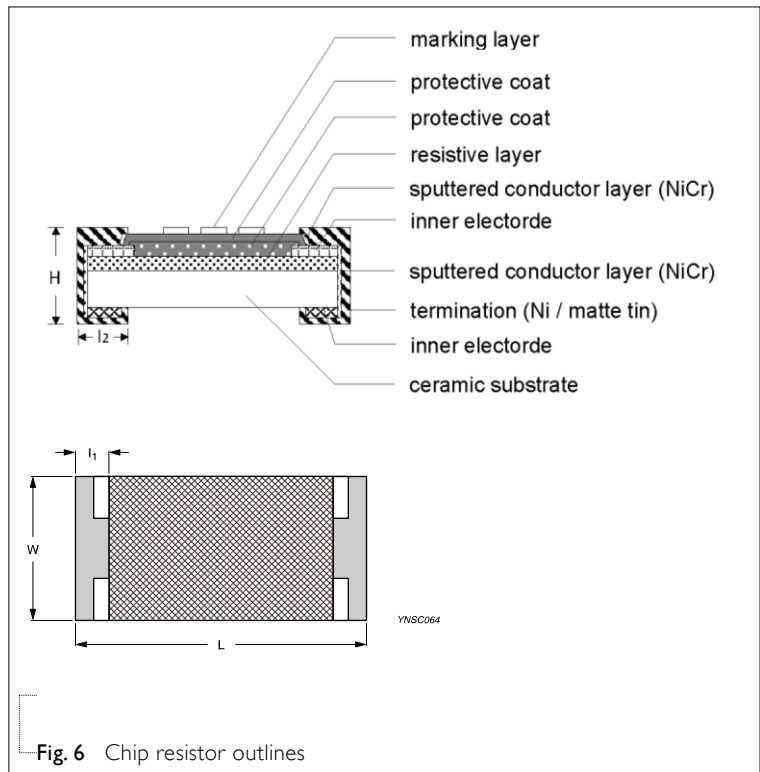 marking layer
protective coat
protective coat
resistive layer
sputtered conductor layer (NiCr)
inner electorde
H
sputtered conductor layer (NiCr)
termination (Ni / matte tin)
l2
inner electorde
ceramic substrate
l1
W
YNSC064
L
Fig. 6 Chip resistor outlines